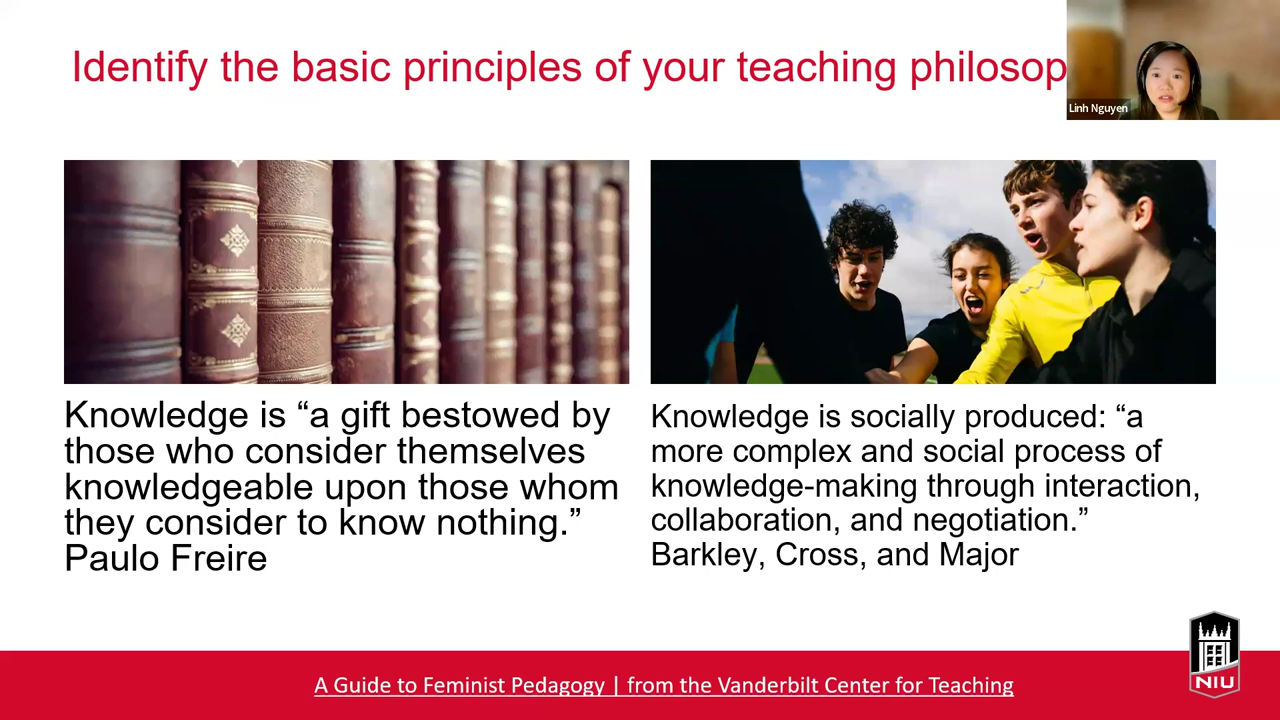 Identify the basic principles of your teaching philosop
Linh Nguyen
Knowledge is “a gift bestowed by
those who consider themselves
knowledgeable upon those whom
they consider to know nothing.”
Paulo Freire
Knowledge is socially produced: “a
more complex and social process of
knowledge-making through interaction,
collaboration, and negotiation.”
Barkley, Cross, and Major
A Guide to Feminist Pedagogy | from the Vanderbilt Center for Teaching
NIU